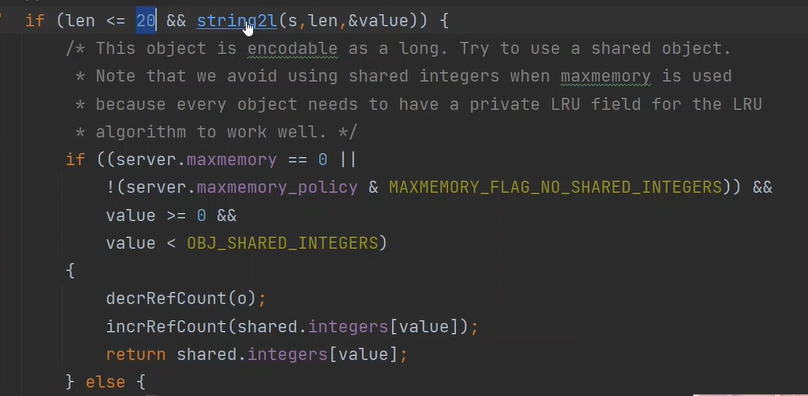 if (len <= 20 && string2l(s,len,&value)) {
/* This object is encodable as a long. Try to use a shared object.
* Note that we avoid using shared integers when maxmemory is used
* because every object needs to have a private LRU field for the LRU
* algorithm to work well. */
if ((server.maxmemory == 0 ||
!(server.maxmemory_policy & MAXMEMORY_FLAG_NO_SHARED_INTEGERS)) &&
value >= 0 &&
value < OBJ_SHARED_INTEGERS)
{
decrRefCount(o);
incrRefCount(shared.integers[value]);
return shared.integers[value];
} else {